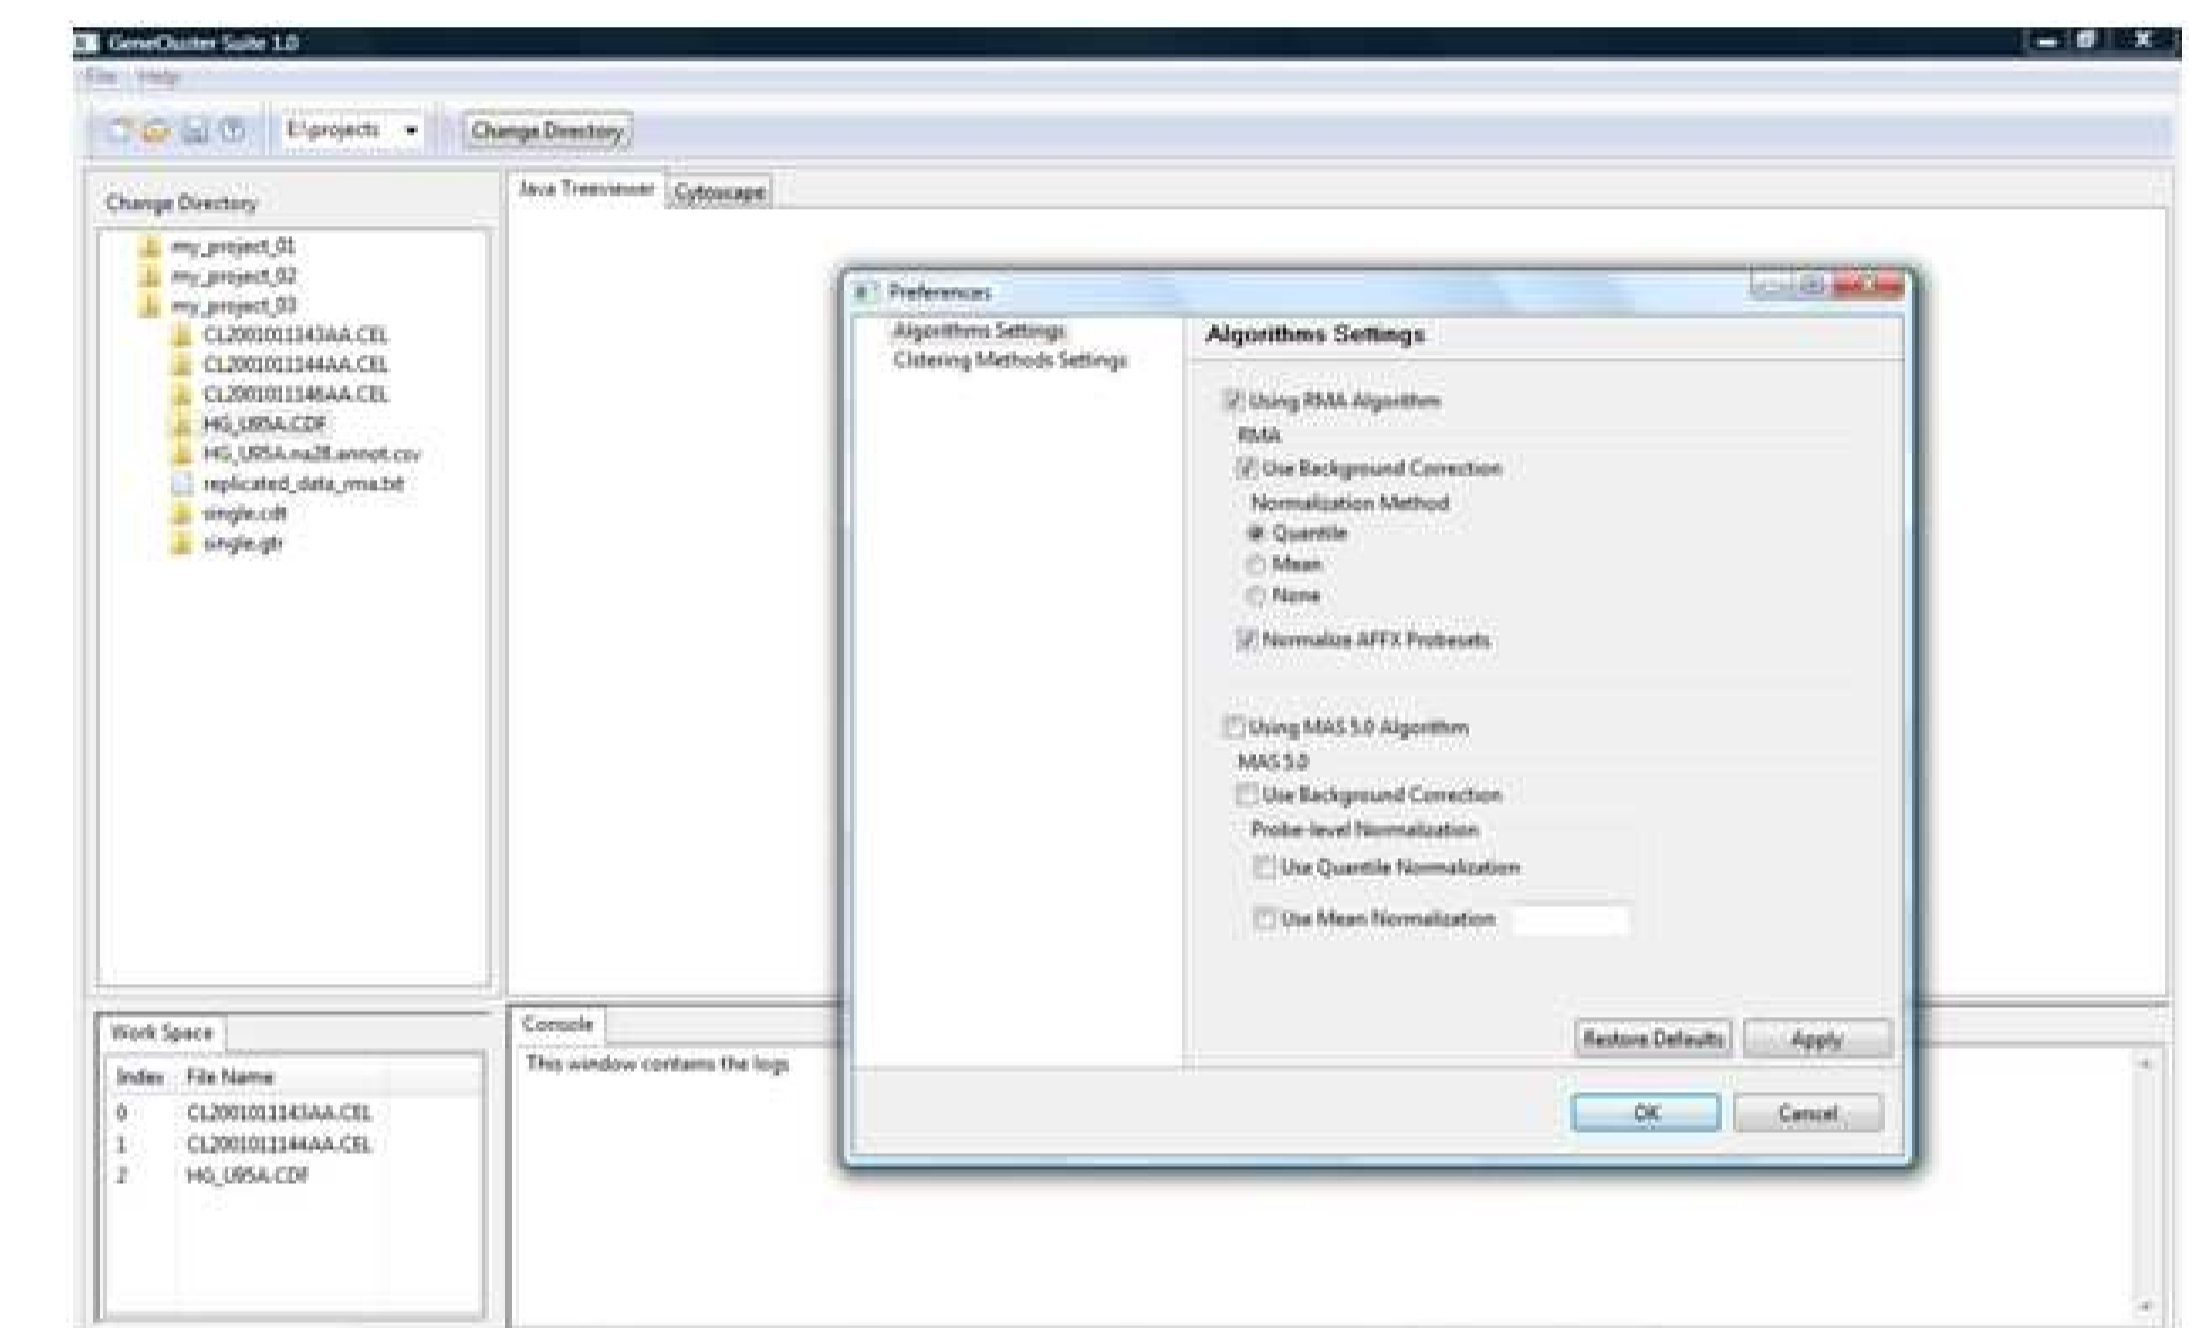 GeneCluster Suite 1.0
File Help
E:\projects
Change Directory
Change Directory
my_project_01
my_project_02
my_project_03
CL2001011143AA.CEL
CL2001011144AA.CEL
CL2001011146AA.CEL
HG_U95A.CDF
HG_U95A.na28.annot.csv
replicated_data_rma.txt
single.cdt
single.gtr
Java Treeviewer Cytoscape
Preferences
Algorithms Settings
Clstering Methods Settings
Algorithms Settings
Using RMA Algorithm
RMA
Use Background Correction
Normalization Method
Quantile
Mean
None
Normalize AFFX Probesets
Using MAS 5.0 Algorithm
MAS 5.0
Use Background Correction
Probe-level Normalization
Use Quantile Normalization
Use Mean Normalization
Restore Defaults Apply
OK Cancel
Work Space
Index File Name
0 CL2001011143AA.CEL
1 CL2001011144AA.CEL
2 HG_U95A.CDF
Console
This window contains the logs